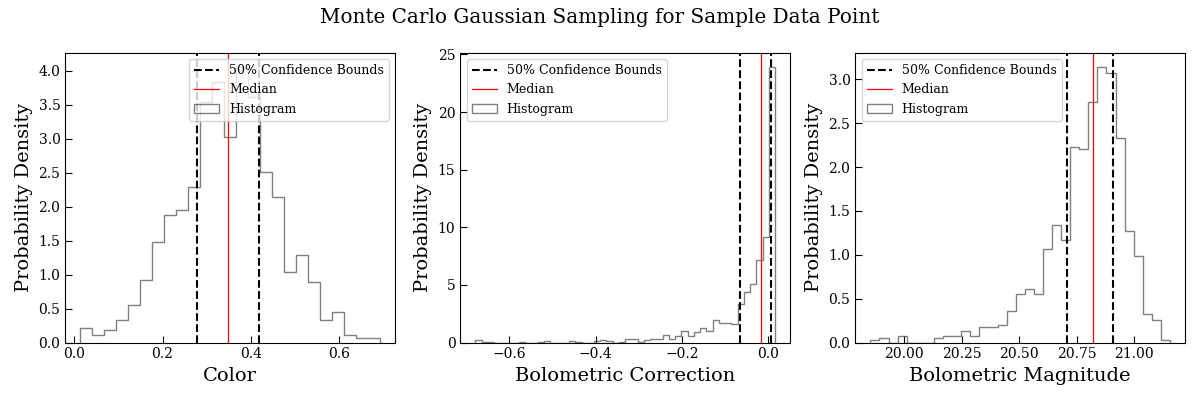 Monte Carlo Gaussian Sampling for Sample Data Point
Probability Density
4.0
3.5
3.0
2.5
2.0
1.5
1.0
0.5
0.0
50% Confidence Bounds
Median
Histogram
0.0 0.2 0.4 0.6
Color
Probability Density
25
20
15
10
5
0
50% Confidence Bounds
Median
Histogram
−0.6 −0.4 −0.2 0.0
Bolometric Correction
Probability Density
3.0
2.5
2.0
1.5
1.0
0.5
0.0
50% Confidence Bounds
Median
Histogram
20.00 20.25 20.50 20.75 21.00
Bolometric Magnitude